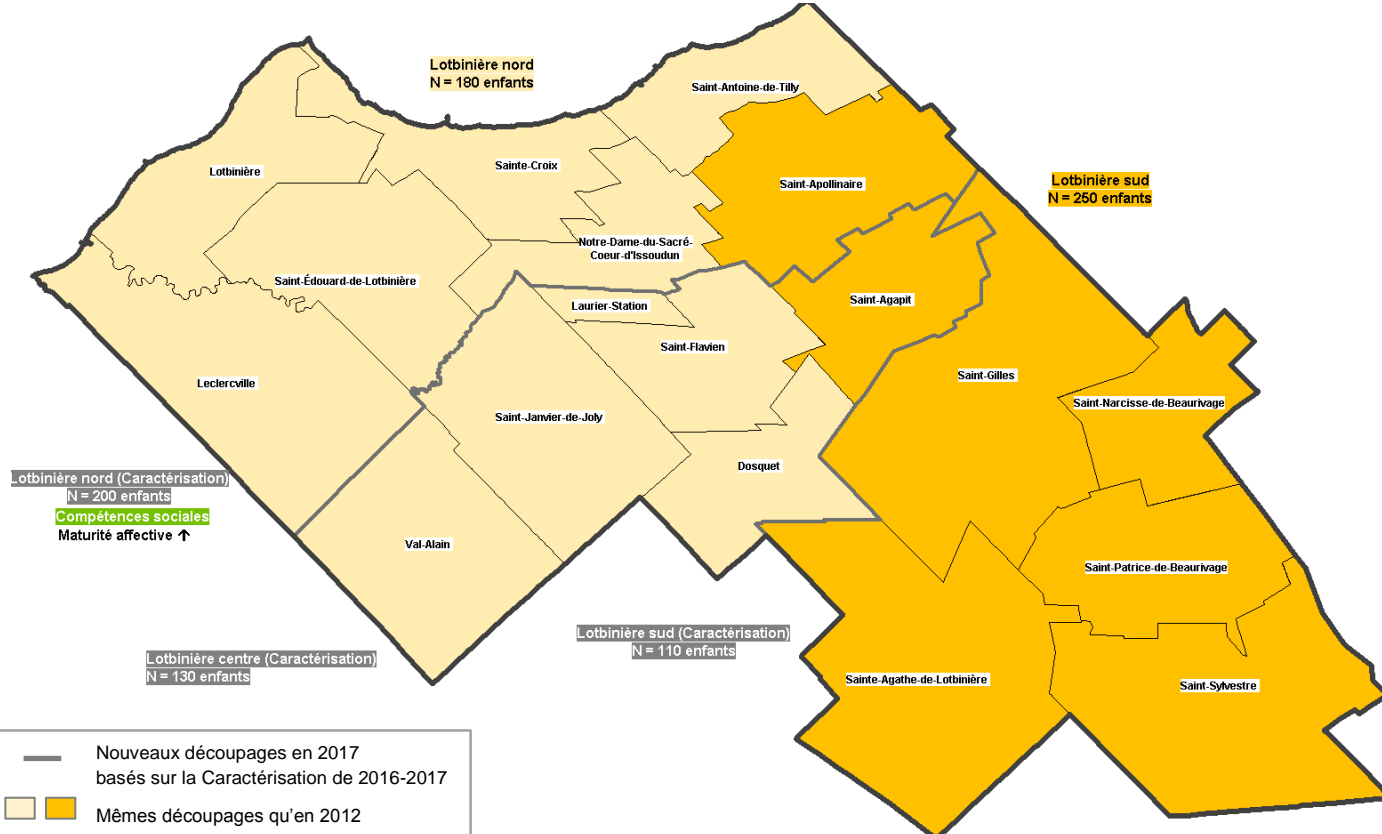 Lotbinière nord
N = 180 enfants
Saint-Antoine-de-Tilly
Lotbinière
Sainte-Croix
Saint-Apollinaire
Lotbinière sud
N = 250 enfants
Notre-Dame-du-Sacré-
Coeur-d'Issoudun
Saint-Édouard-de-Lotbinière
Laurier-Station
Saint-Agapit
Saint-Flavien
Leclercville
Saint-Gilles
Saint-Narcisse-de-Beaurivage
Saint-Janvier-de-Joly
Dosquet
Lotbinière nord (Caractérisation)
N = 200 enfants
Compétences sociales
Maturité affective ↑
Val-Alain
Saint-Patrice-de-Beaurivage
Lotbinière sud (Caractérisation)
N = 110 enfants
Lotbinière centre (Caractérisation)
N = 130 enfants
Sainte-Agathe-de-Lotbinière
Saint-Sylvestre
Nouveaux découpages en 2017
basés sur la Caractérisation de 2016-2017
Mêmes découpages qu'en 2012